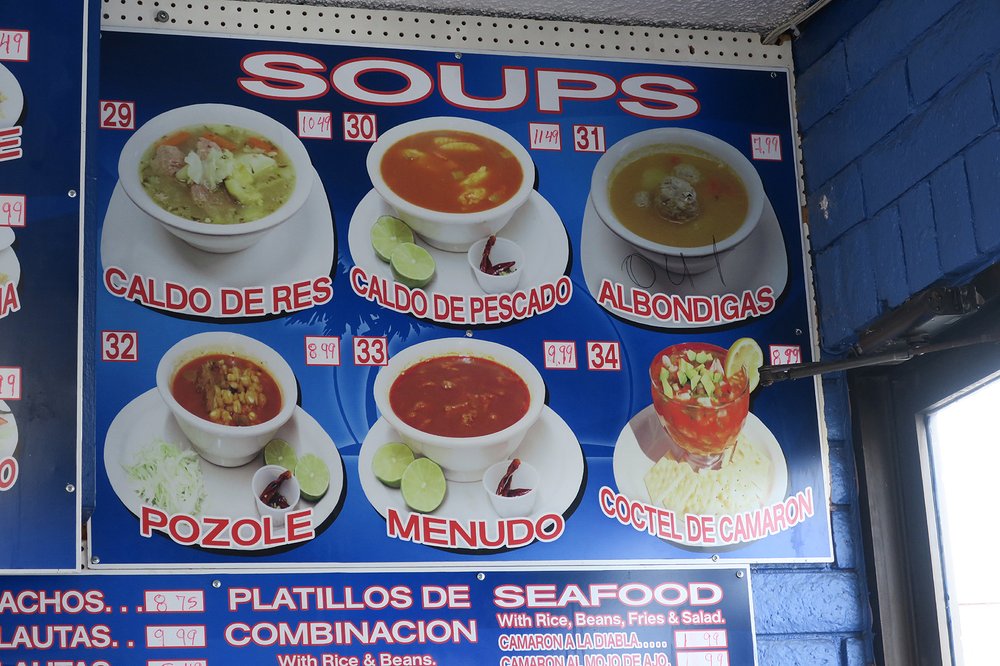 SOUPS
29
10.49
30
11.49
31
7.99
CALDO DE RES
CALDO DE PESCADO
out
ALBONDIGAS
32
8.99
33
9.99
34
8.99
POZOLE
MENUDO
COCTEL DE CAMARON
ACHOS... 8.75
LAUTAS.. 9.99
LAUTAS
PLATILLOS DE
COMBINACION
With Rice & Beans.
SEAFOOD
With Rice, Beans, Fries & Salad.
CAMARON A LA DIABLA.....
CAMARON AL MOJO DE AJO.